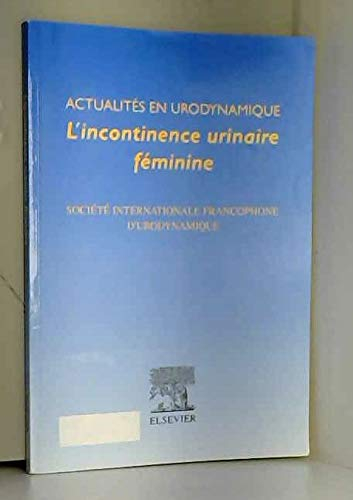 ACTUALITÉS EN URODYNAMIQUE
L'incontinence urinaire
féminine
SOCIÉTÉ INTERNATIONALE FRANCOPHONE
D'URODYNAMIQUE
ELSEVIER